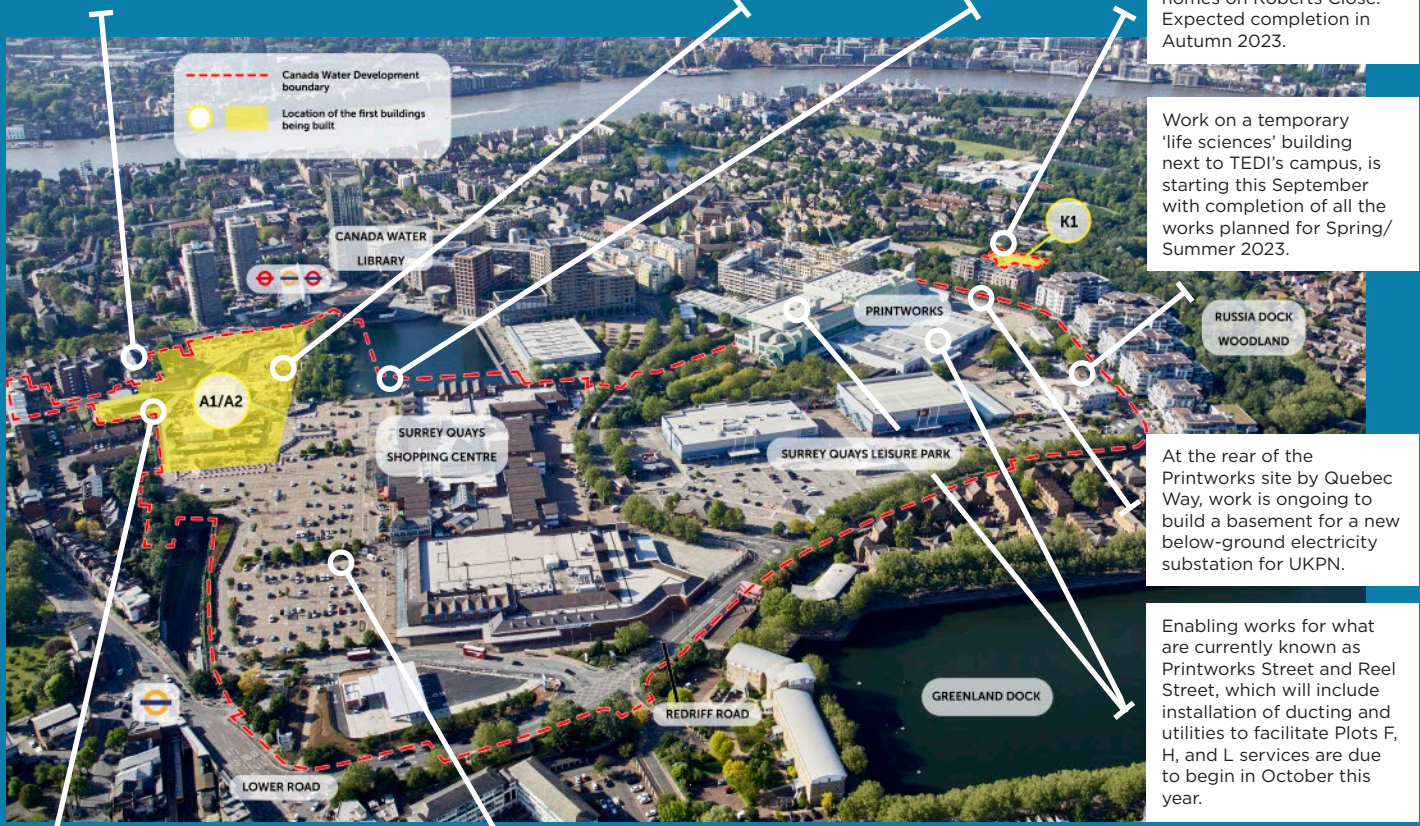 homes on Roberts Close.
Expected completion in
Autumn 2023.
Canada Water Development
boundary
Location of the first buildings
being built
Work on a temporary
‘life sciences’ building
next to TEDI’s campus, is
starting this September
with completion of all the
works planned for Spring/
Summer 2023.
K1
CANADA WATER
LIBRARY
PRINTWORKS
RUSSIA DOCK
WOODLAND
A1/A2
SURREY QUAYS
SHOPPING CENTRE
SURREY QUAYS LEISURE PARK
At the rear of the
Printworks site by Quebec
Way, work is ongoing to
build a basement for a new
below-ground electricity
substation for UKPN.
Enabling works for what
are currently known as
Printworks Street and Reel
Street, which will include
installation of ducting and
utilities to facilitate Plots F,
H, and L services are due
to begin in October this
year.
GREENLAND DOCK
REDRIFF ROAD
LOWER ROAD